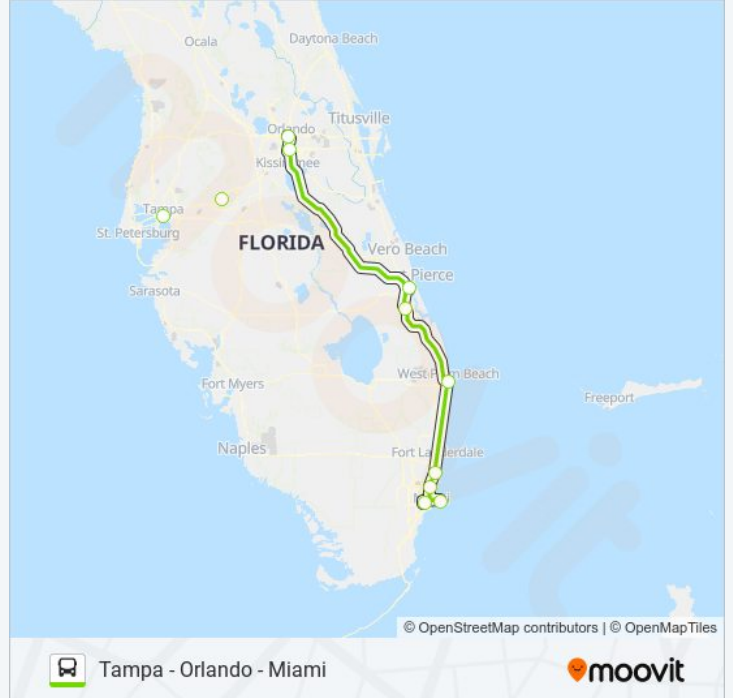 Ocala
Daytona Beach
Titusville
Orlando
Kissimmee
Tampa
St. Petersburg
FLORIDA
Vero Beach
Pierce
Sarasota
West Palm Beach
Fort Myers
Freeport
Naples
Fort Lauderdale
© OpenStreetMap contributors | © OpenMapTiles
Tampa - Orlando - Miami
moovit